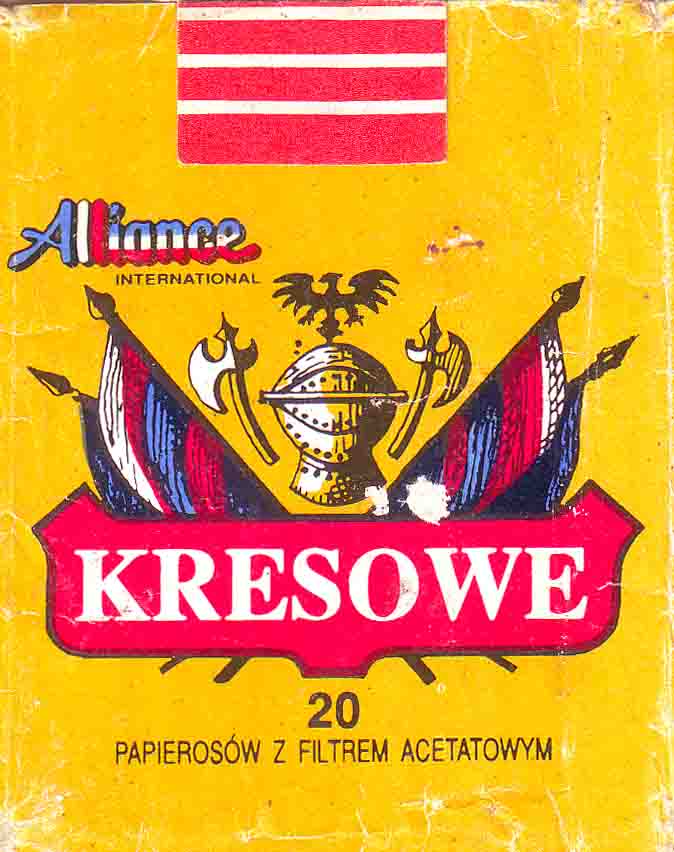 Alliance
INTERNATIONAL
KRESOWE
20
PAPIEROSÓW Z FILTREM ACETATOWYM